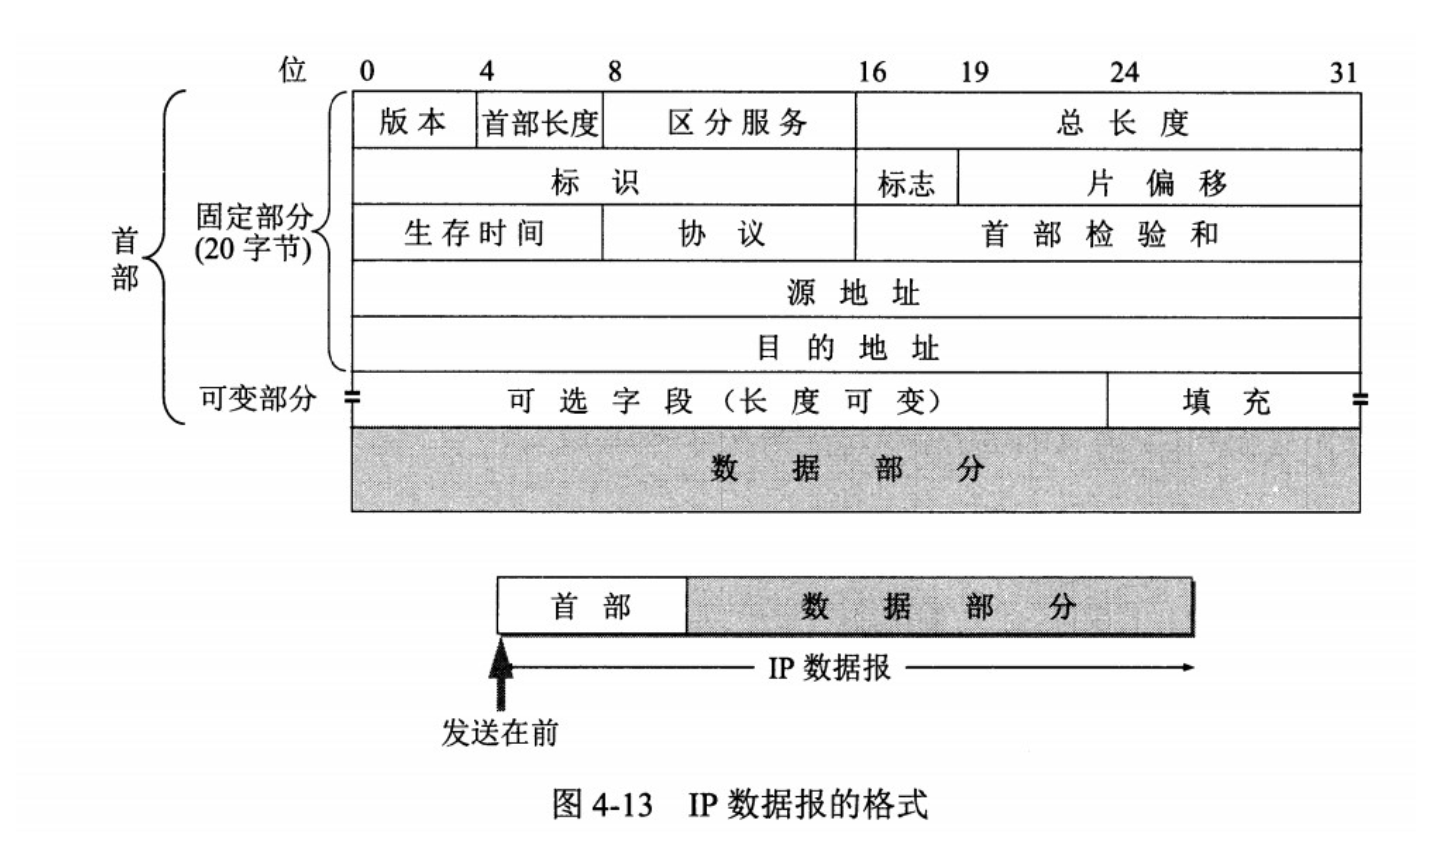 位 0 4 8 16 19 24 31
版本 首部长度 区分服务 总长度
标识 标志 片偏移
固定部分
(20 字节)
生存时间 协议 首部检验和
首部
源地址
目的地址
可变部分 可选字段（长度可变） 填充
数据部分
首部 数据部分
IP 数据报
发送在前
图 4-13 IP 数据报的格式